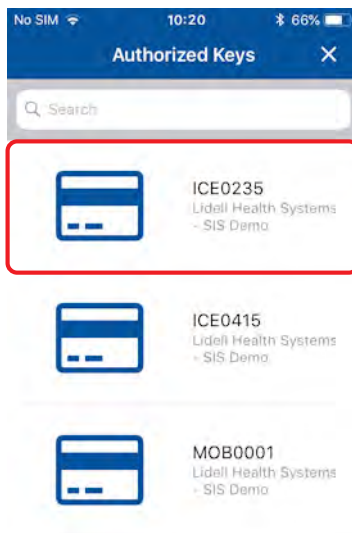 No SIM 10:20 66%
Authorized Keys ×
Search
ICE0235
Lidell Health Systems
- SIS Demo
ICE0415
Lidell Health Systems
- SIS Demo
MOB0001
Lidell Health Systems
- SIS Demo